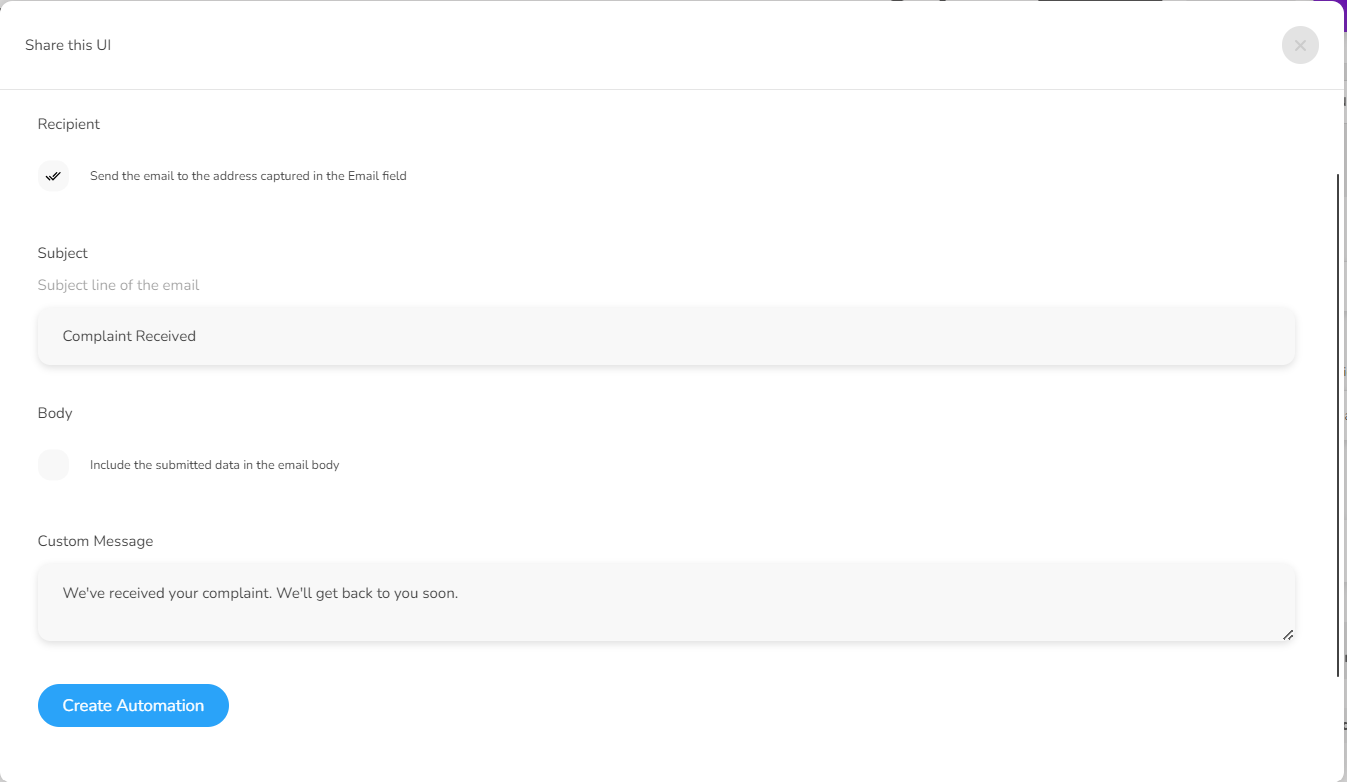 Share this UI
Recipient
Send the email to the address captured in the Email field
Subject
Subject line of the email
Complaint Received
Body
Include the submitted data in the email body
Custom Message
We've received your complaint. We'll get back to you soon.
Create Automation